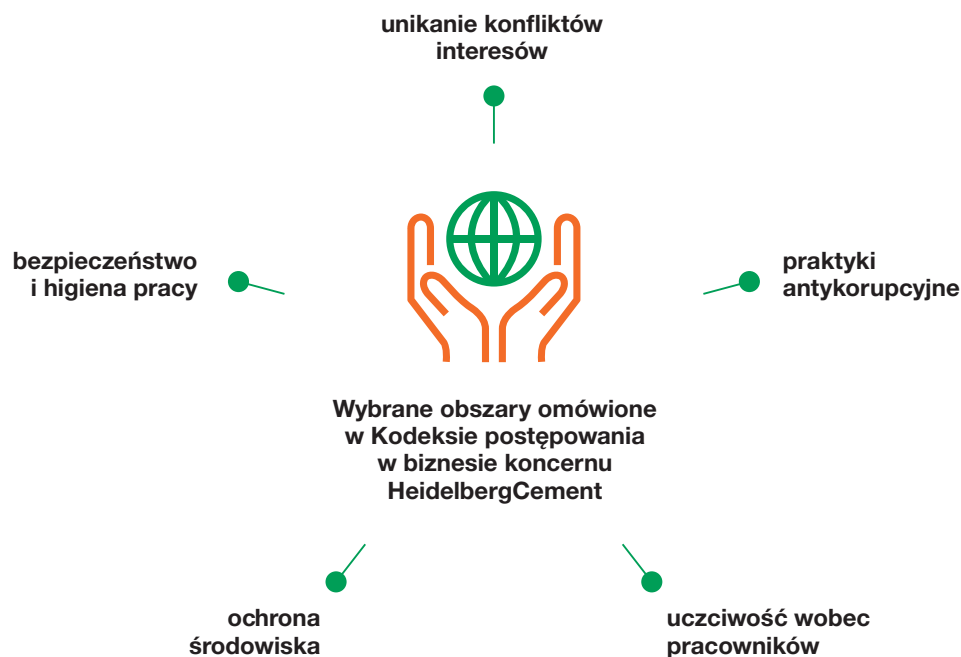 unikanie konfliktów
interesów
bezpieczeństwo
i higiena pracy
praktyki
antykorupcyjne
Wybrane obszary omówione
w Kodeksie postępowania
w biznesie koncernu
HeidelbergCement
ochrona
środowiska
uczciwość wobec
pracowników